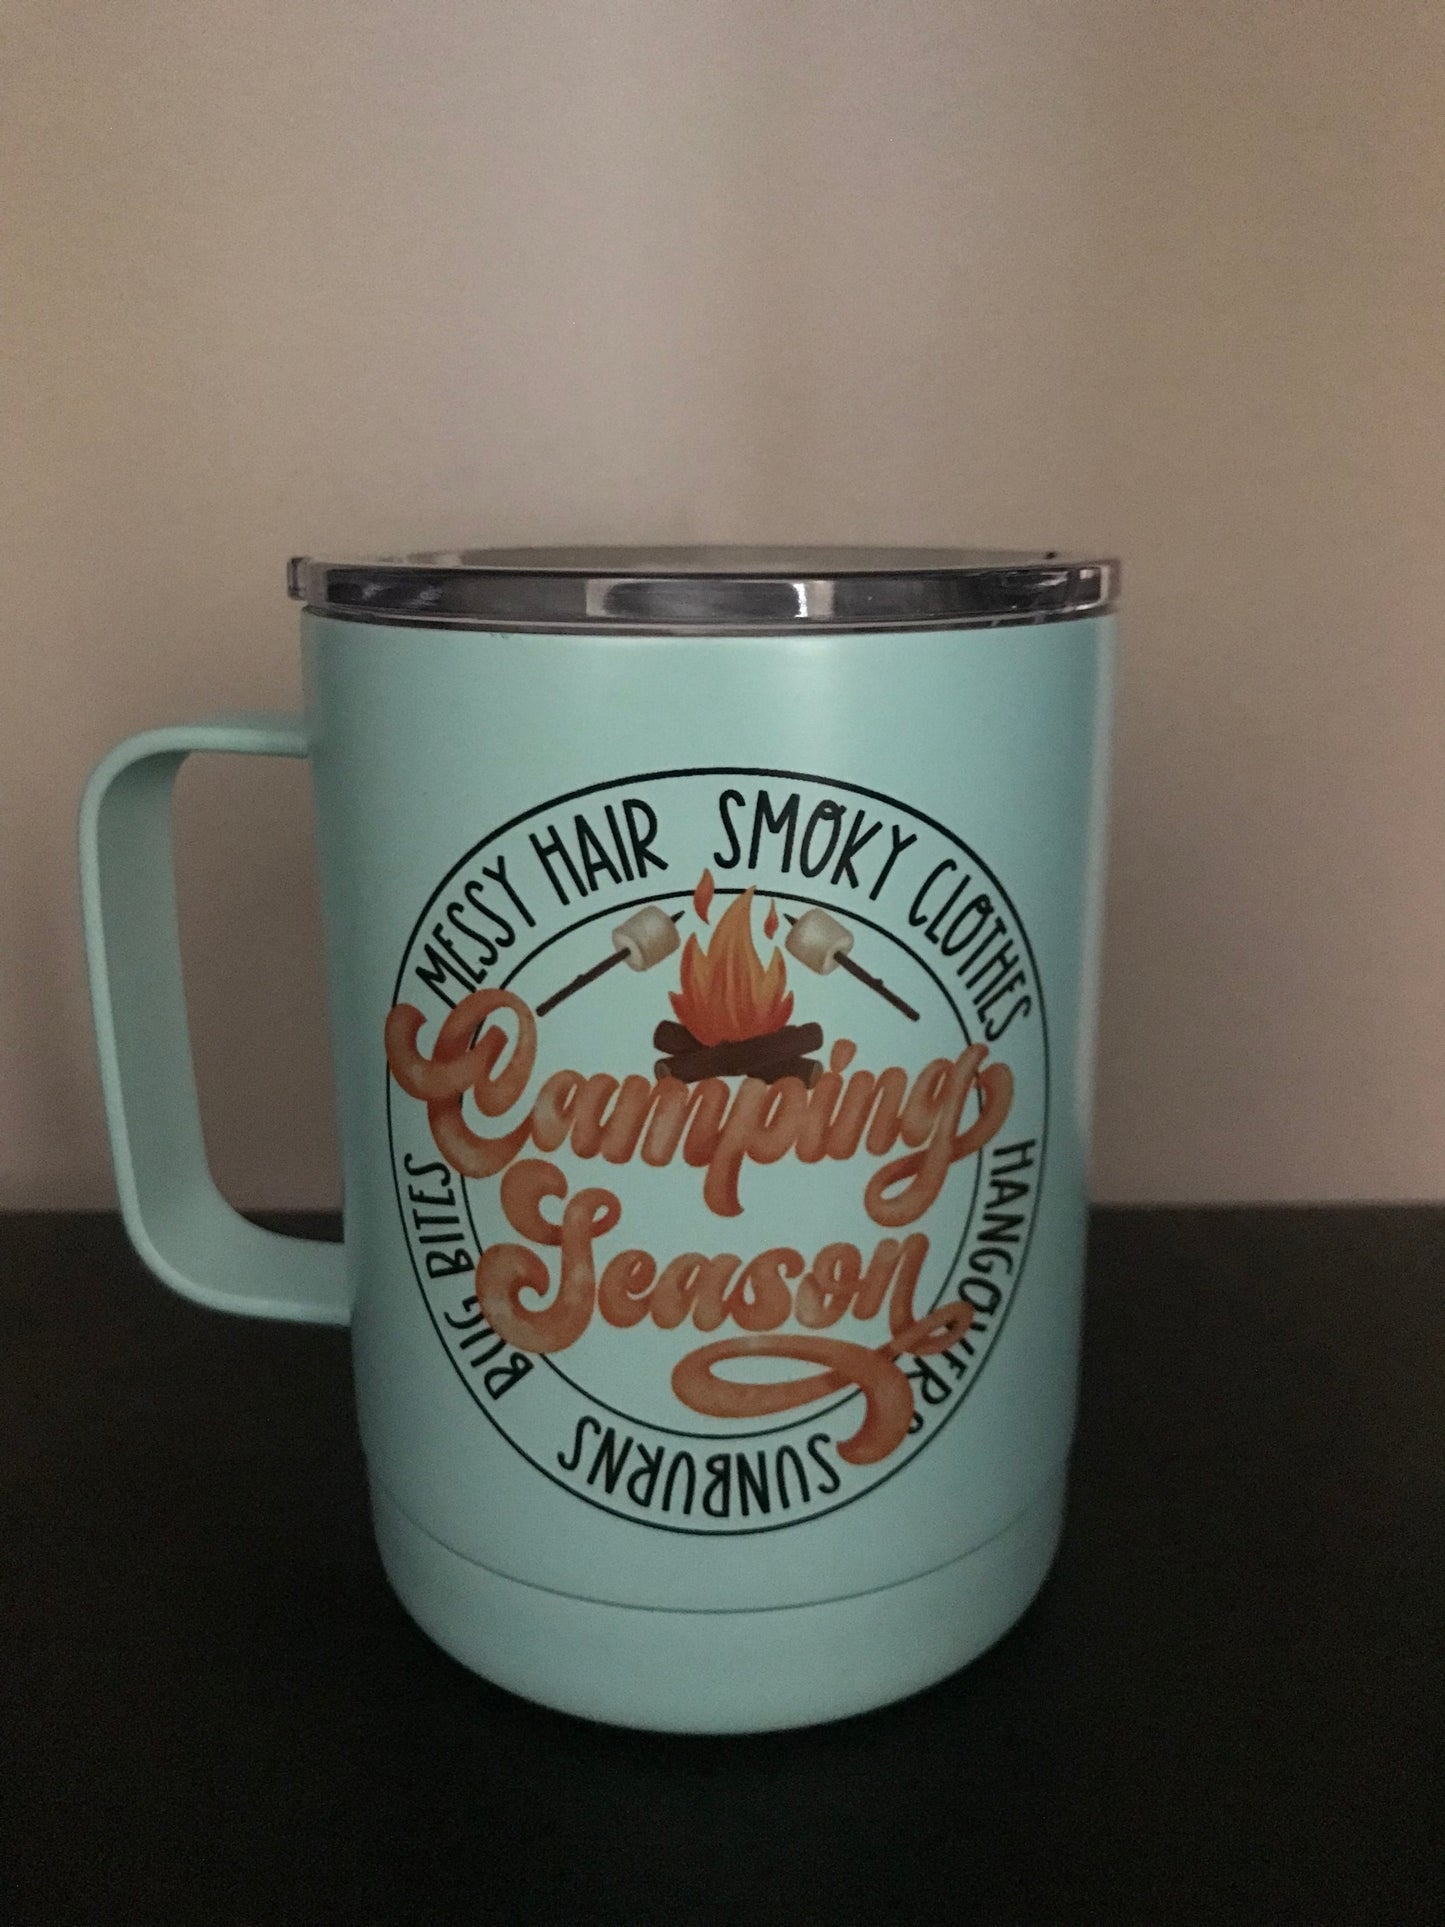 MESSY HAIR SMOKY CLOTHES
HANGOVERS
SUNBURNS
BUG BITES
Camping
Season